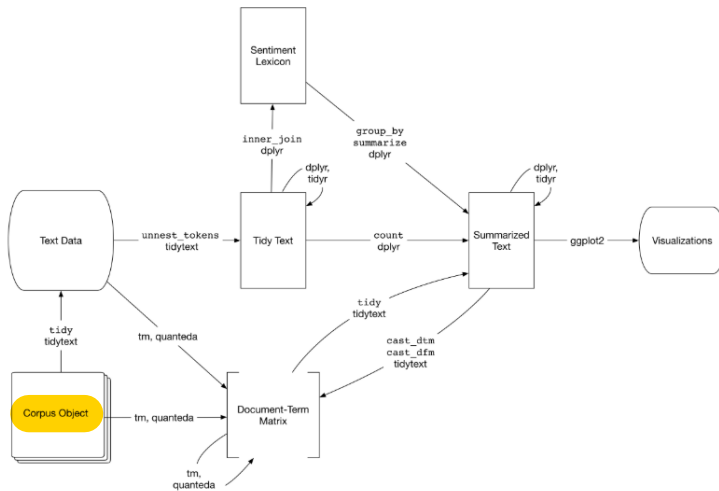 Sentiment
Lexicon
inner_join
dplyr
group_by
summarize
dplyr
dplyr,
tidyr
dplyr,
tidyr
Text Data
unnest_tokens
tidytext
Tidy Text
count
dplyr
Summarized
Text
ggplot2
Visualizations
tidy
tidytext
tm, quanteda
tidy
tidytext
cast_dtm
cast_dfm
tidytext
Corpus Object
tm, quanteda
Document-Term
Matrix
tm,
quanteda